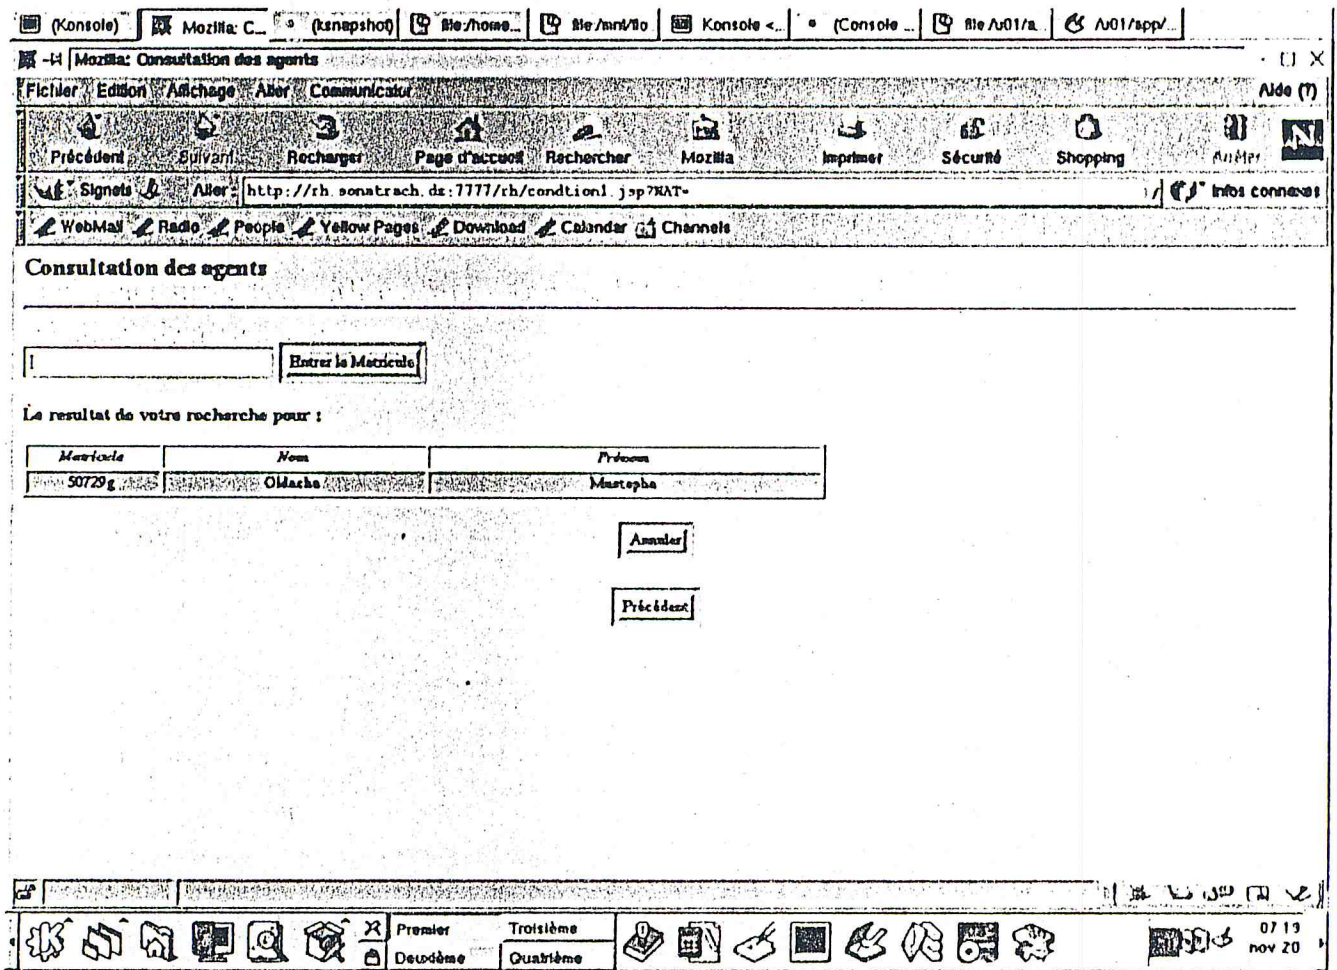 (Konsole) Mozilla: C... (ksnapshot) file:/home... file:/mnt/flo Konsole <... (Console ... file /u01/a.. /u01/app/...
Mozilla: Consultation des agents
Fichier Edition Affichage Aller Communicator Aide (?)
Précédent Suivant Recharger Page d'accueil Rechercher Mozilla Imprimer Sécurité Shopping Arrêter
Signets Aller : http://rh.sonatrach.dz:7777/rh/condtion1.jsp?MAT= Infos connexes
WebMail Radio People Yellow Pages Download Calendar Channels
Consultation des agents
Entrer le Matricule
Le resultat de votre recherche pour :
Matricule Nom Prénom
50729g Mustapha
Annuler
Précédent
Premier Troisième 07 19
Deuxième Quatrième nov 20